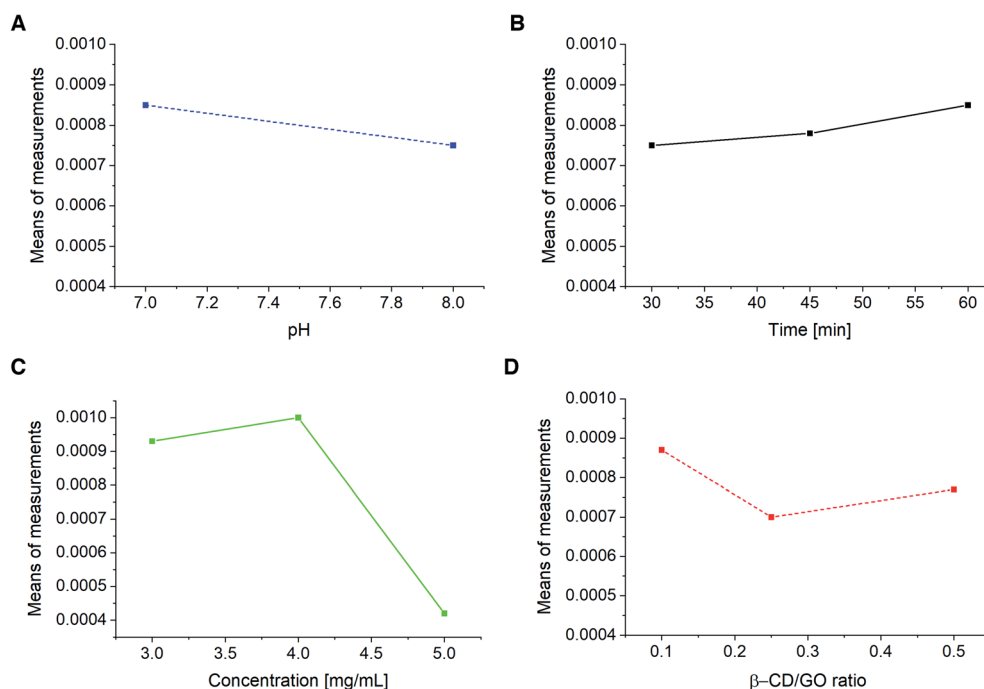 A
Means of measurements
0.0010
0.0009
0.0008
0.0007
0.0006
0.0005
0.0004
7.0 7.2 7.4 7.6 7.8 8.0
pH
B
Means of measurements
0.0010
0.0009
0.0008
0.0007
0.0006
0.0005
0.0004
30 35 40 45 50 55 60
Time [min]
C
Means of measurements
0.0010
0.0009
0.0008
0.0007
0.0006
0.0005
0.0004
3.0 3.5 4.0 4.5 5.0
Concentration [mg/mL]
D
Means of measurements
0.0010
0.0009
0.0008
0.0007
0.0006
0.0005
0.0004
0.1 0.2 0.3 0.4 0.5
β–CD/GO ratio